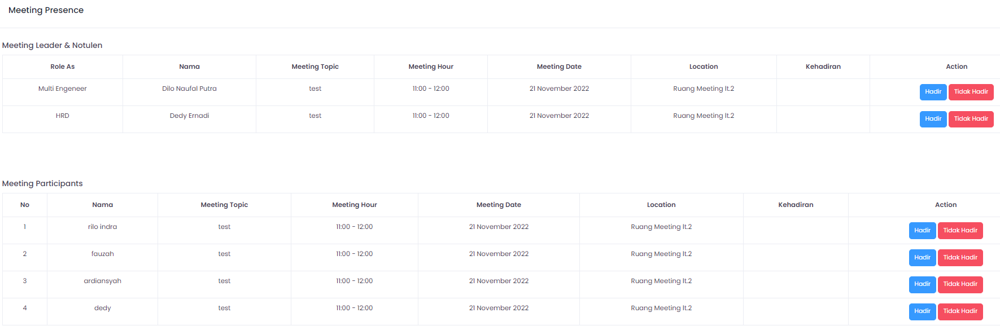 Meeting Presence
Meeting Leader & Notulen
Role As Nama Meeting Topic Meeting Hour Meeting Date Location Kehadiran Action
Multi Engeneer Dilo Naufal Putra test 11:00 - 12:00 21 November 2022 Ruang Meeting lt.2 Hadir Tidak Hadir
HRD Dedy Ernadi test 11:00 - 12:00 21 November 2022 Ruang Meeting lt.2 Hadir Tidak Hadir
Meeting Participants
No Nama Meeting Topic Meeting Hour Meeting Date Location Kehadiran Action
1 rilo indra test 11:00 - 12:00 21 November 2022 Ruang Meeting lt.2 Hadir Tidak Hadir
2 fauzah test 11:00 - 12:00 21 November 2022 Ruang Meeting lt.2 Hadir Tidak Hadir
3 ardiansyah test 11:00 - 12:00 21 November 2022 Ruang Meeting lt.2 Hadir Tidak Hadir
4 dedy test 11:00 - 12:00 21 November 2022 Ruang Meeting lt.2 Hadir Tidak Hadir